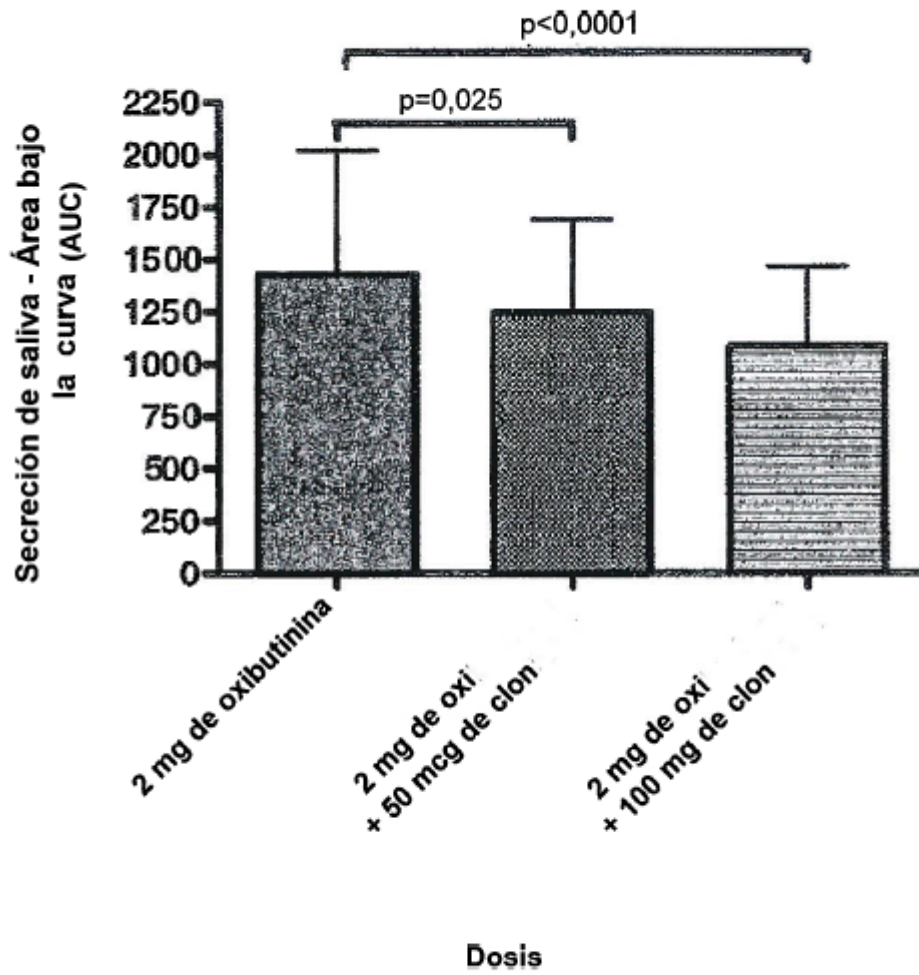 p<0,0001
p=0,025
Secreción de saliva - Área bajo
la curva (AUC)
2250
2000
1750
1500
1250
1000
750
500
250
0
2 mg de oxibutinina
2 mg de oxi
+ 50 mcg de clon
2 mg de oxi
+ 100 mg de clon
Dosis